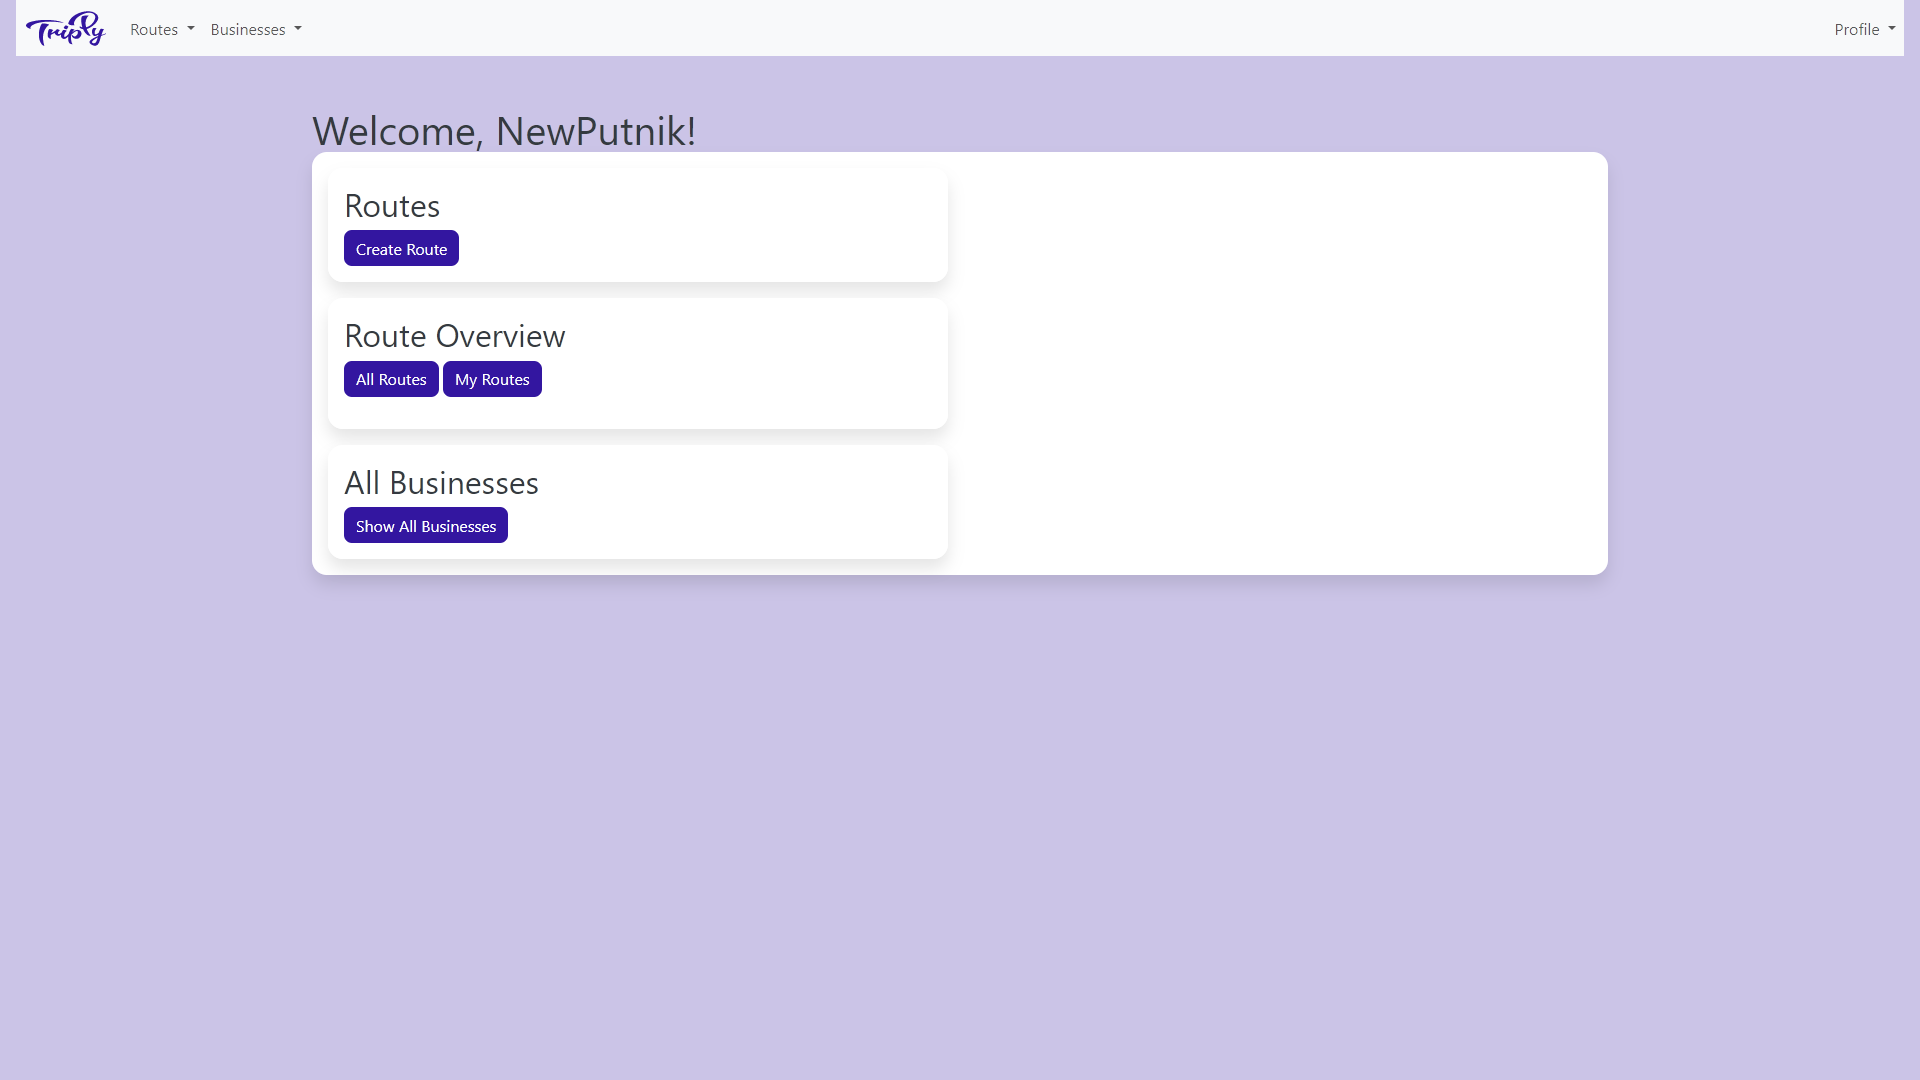 Triply Routes Businesses Profile
Welcome, NewPutnik!
Routes
Create Route
Route Overview
All Routes My Routes
All Businesses
Show All Businesses